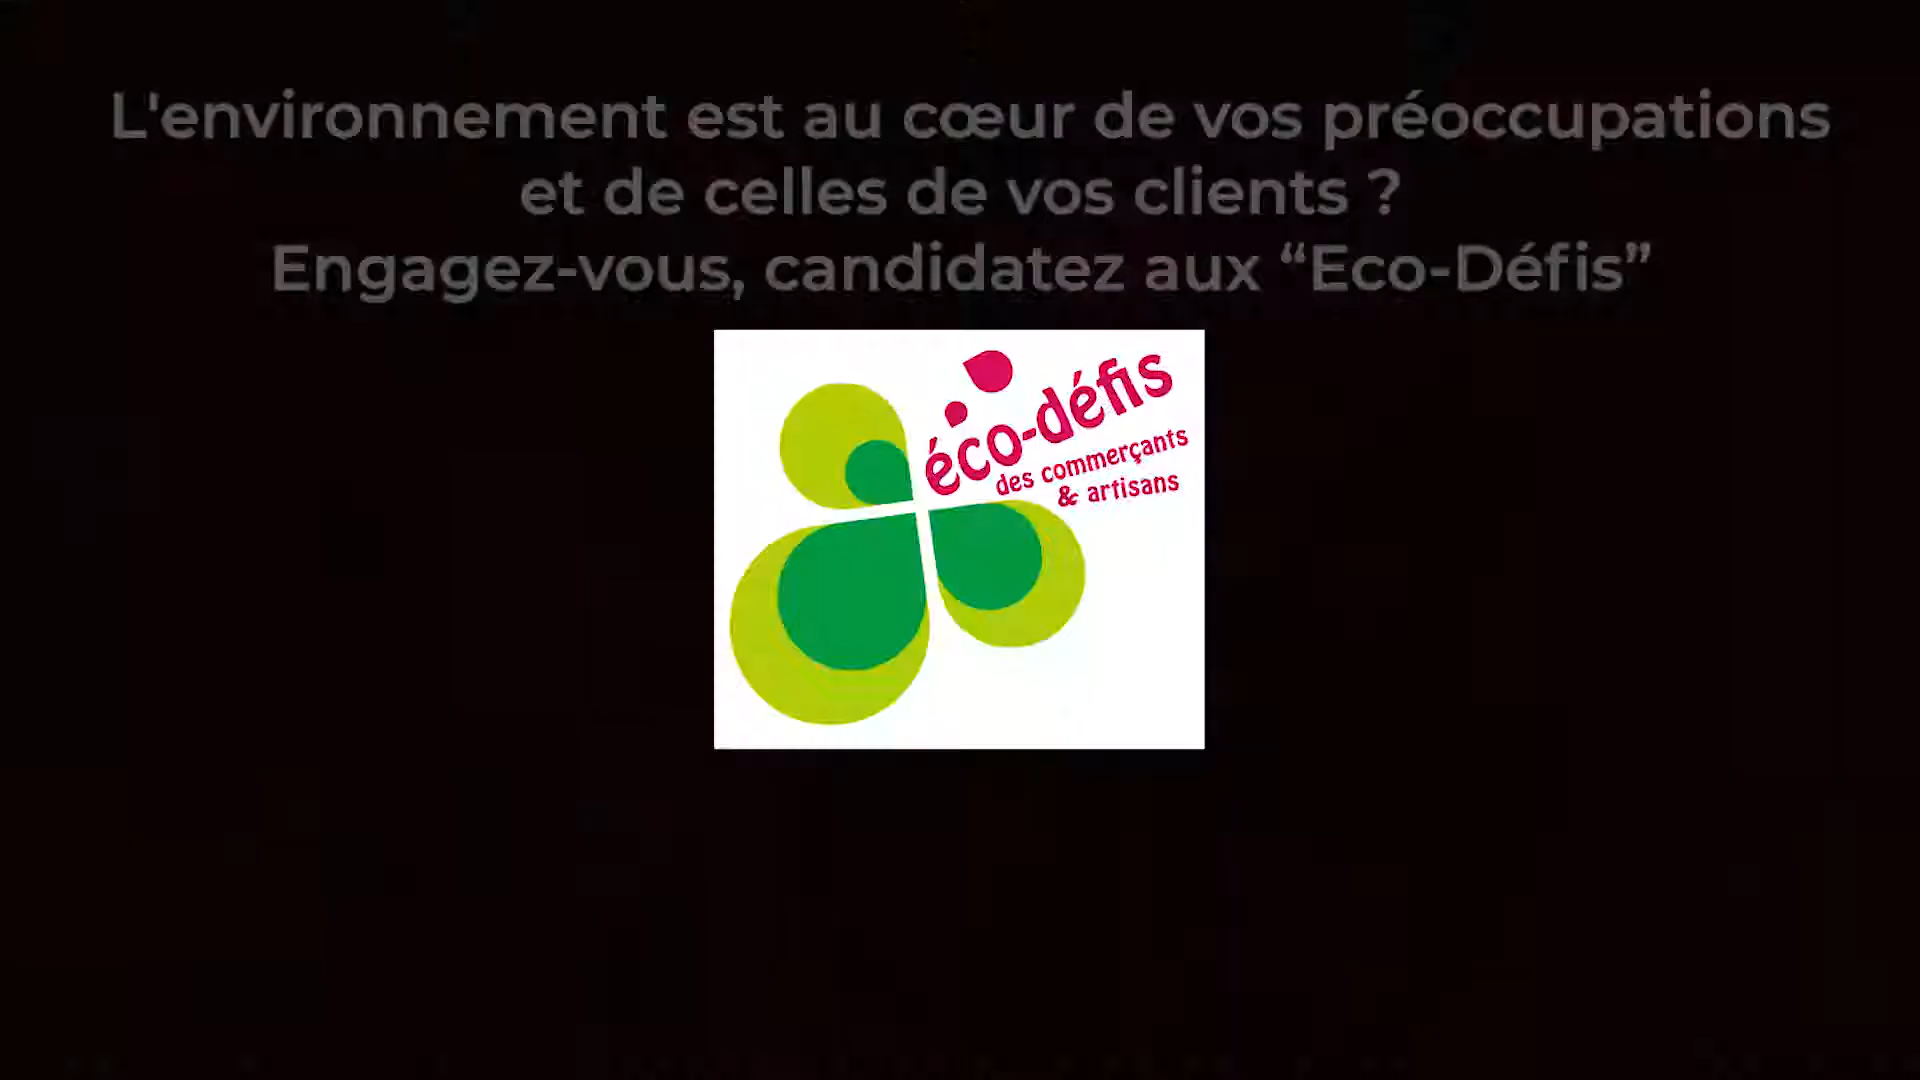 L'environnement est au cœur de vos préoccupations
et de celles de vos clients ?
Engagez-vous, candidatez aux “Eco-Défis”
éco-défis
des commerçants
& artisans